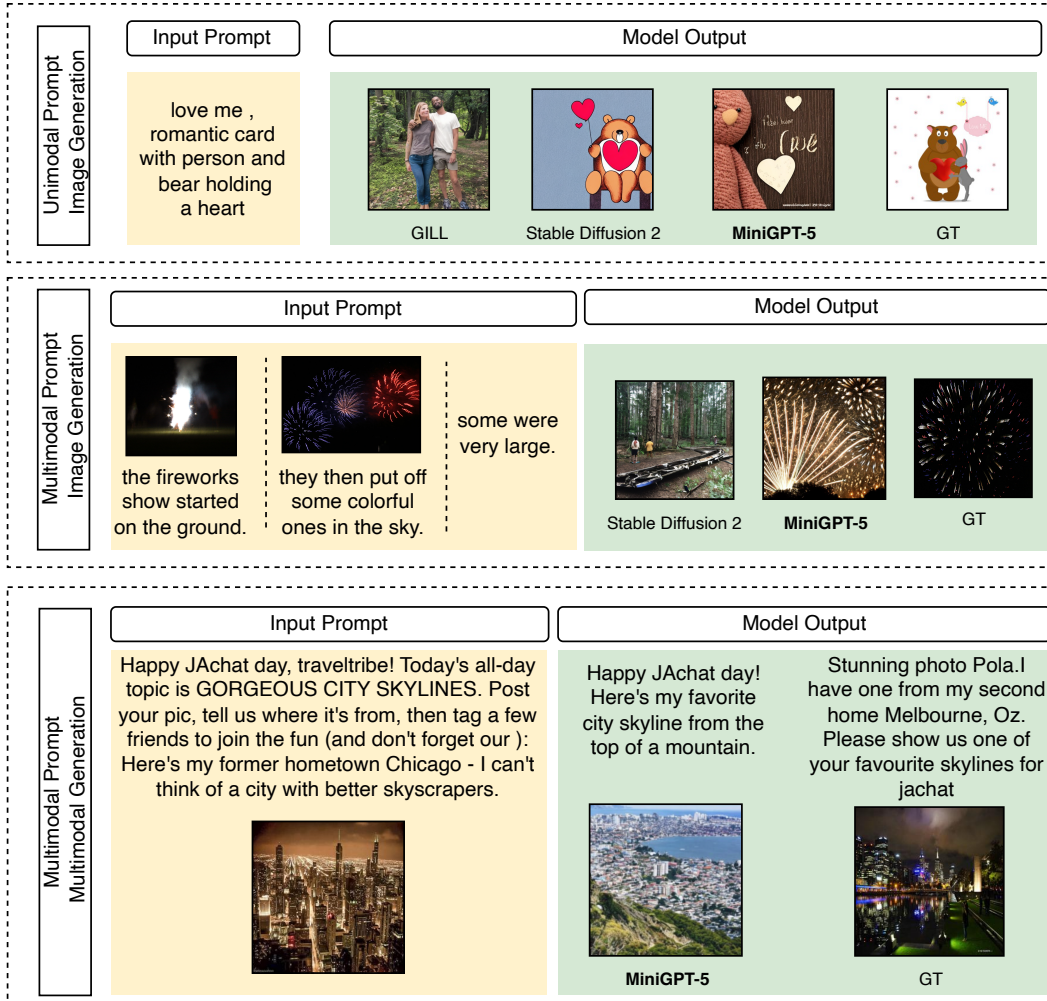 Unimodal Prompt
Image Generation
Input Prompt
Model Output
love me ,
romantic card
with person and
bear holding
a heart
Love
GILL
Stable Diffusion 2
MiniGPT-5
GT
Multimodal Prompt
Image Generation
Input Prompt
Model Output
the fireworks
show started
on the ground.
they then put off
some colorful
ones in the sky.
some were
very large.
Stable Diffusion 2
MiniGPT-5
GT
Multimodal Prompt
Multimodal Generation
Input Prompt
Model Output
Happy JAchat day, traveltribe! Today's all-day
topic is GORGEOUS CITY SKYLINES. Post
your pic, tell us where it's from, then tag a few
friends to join the fun (and don't forget our ):
Here's my former hometown Chicago - I can't
think of a city with better skyscrapers.
Happy JAchat day!
Here's my favorite
city skyline from the
top of a mountain.
MiniGPT-5
Stunning photo Pola.I
have one from my second
home Melbourne, Oz.
Please show us one of
your favourite skylines for
jachat
GT